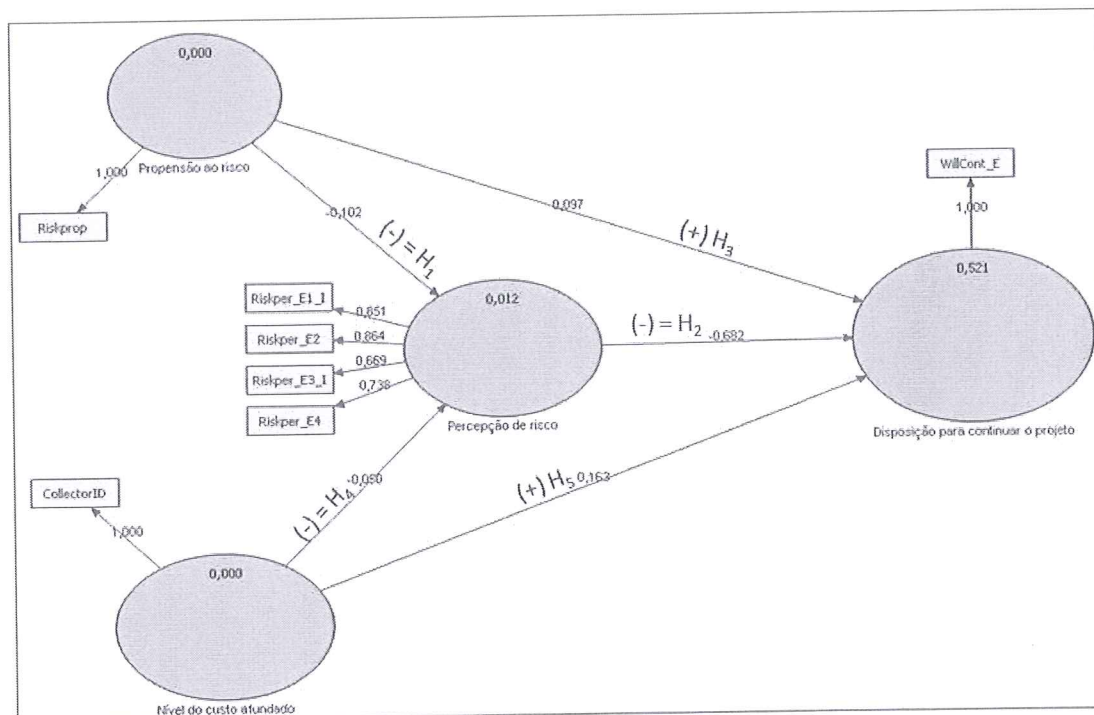 0,000
Propensão ao risco
1,000
Riskprop
-0,102
(-) = H1
0,097
(+) H3
WillCont_E
1,000
0,521
Disposição para continuar o projeto
Riskper_E1_I
0,851
Riskper_E2
0,864
Riskper_E3_I
0,669
Riskper_E4
0,738
0,012
Percepção de risco
(-) = H2 -0,682
(-) = H4
(+) H5 0,163
CollectorID
1,000
0,000
Nível do custo afundado